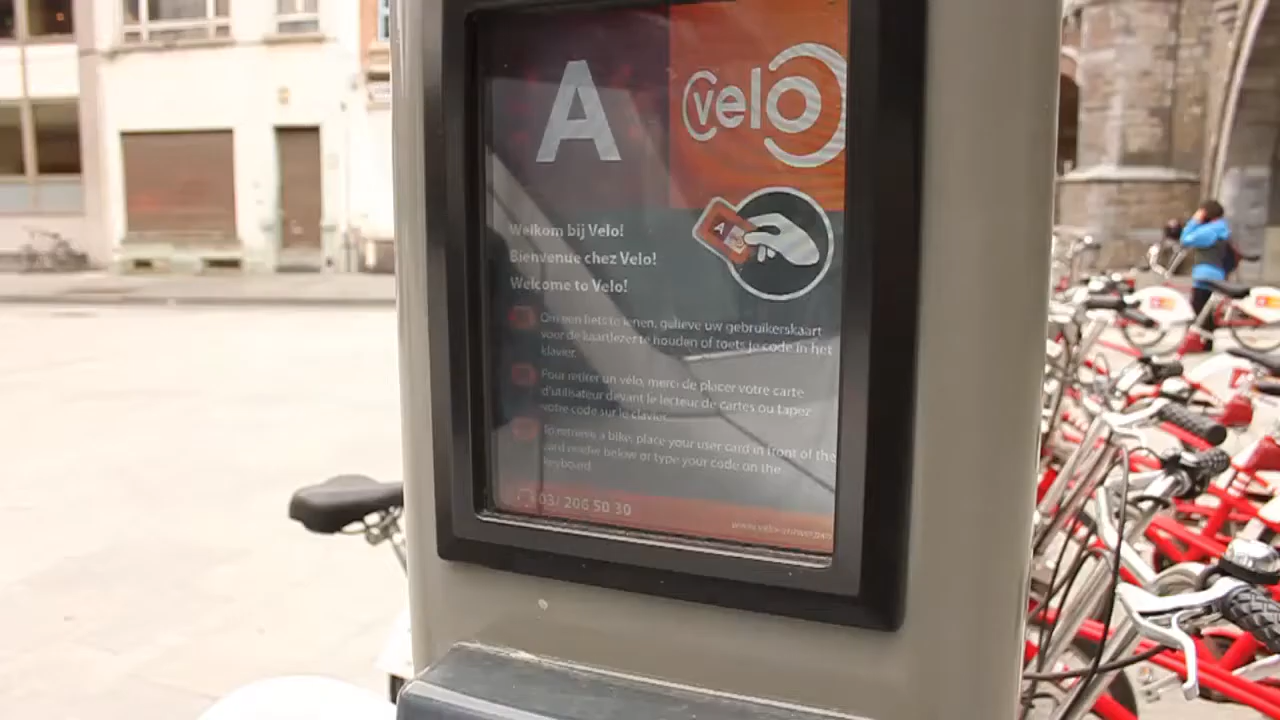 A
velo
A
Welkom bij Velo!
Bienvenue chez Velo!
Welcome to Velo!
Om een fiets te lenen, gelieve uw gebruikerskaart
voor de kaartlezer te houden of toets je code in het
klavier.
Pour retirer un vélo, merci de placer votre carte
d'utilisateur devant le lecteur de cartes ou tapez
votre code sur le clavier.
To retrieve a bike, place your user card in front of the
card reader below or type your code on the
keyboard.
03/ 206 50 30